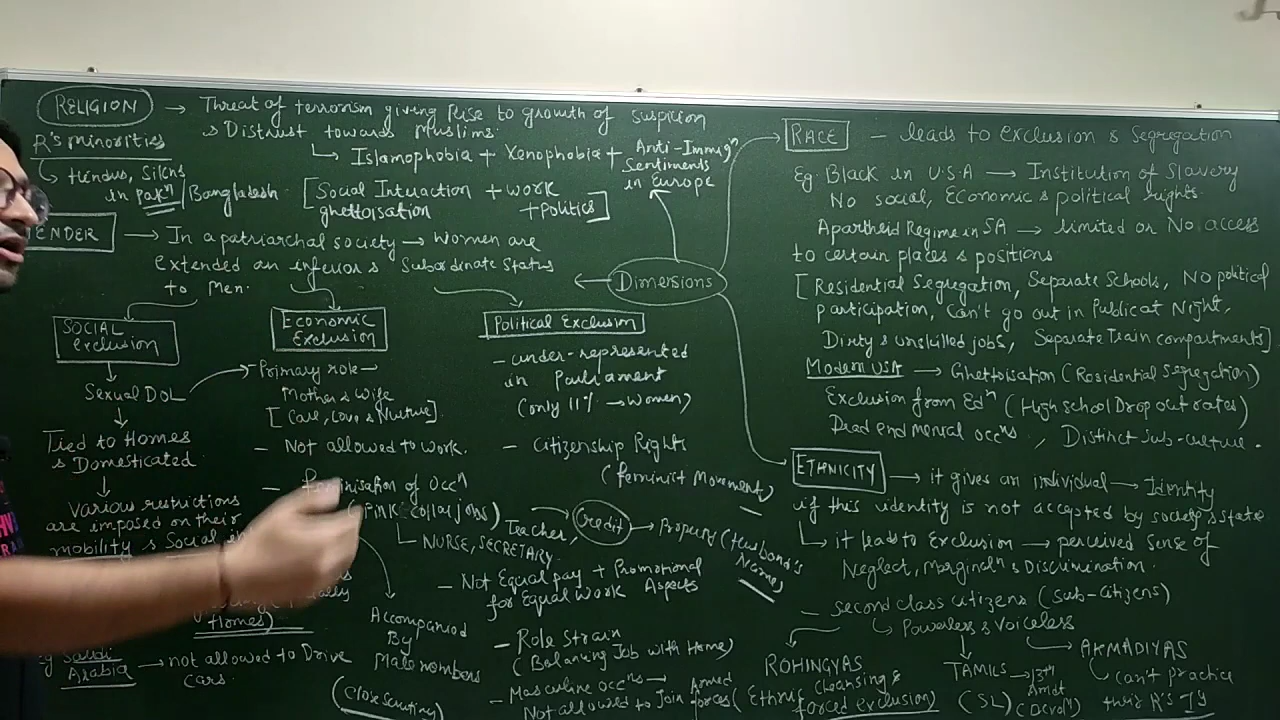 RELIGION → Threat of terrorism giving Rise to growth of suspicion
& Distrust towards Muslims.
↳ Islamophobia + Xenophobia + Anti-Immigⁿ
Sentiments
in Europe
R's minorities
↳ Hindus, Sikhs
in Pakⁿ/Bangladesh
[Social Interaction + work
ghettoisation + Politics]
ENDER → In a patriarchal society → Women are
Extended an inferior & Subordinate Status
to Men.
Dimensions
SOCIAL
Exclusion
Sexual DOL
Tied to Homes
& Domesticated
Various restrictions
are imposed on their
mobility & Social
Homes)
Eg Saudi
Arabia → not allowed to Drive
cars.
Economic
Exclusion
- Primary role -
Mother & Wife
[Care, Love & Nurture].
- Not allowed to work.
- of Occⁿ
Pink collar jobs)
Teacher,
NURSE, SECRETARY.
Accompanied
By
Male members
(Close scrutiny)
Political Exclusion
- under-represented
in Parliament
(only 11% → Women)
- Citizenship Rights
(feminist Movements)
Credit → Property (Husband's
Name)
- Not Equal pay + Promotional
for Equal work Aspects
- Role Strain
(Balancing Job with Home)
- Masculine Occⁿs → Armed
Not allowed to Join forces
RACE - leads to Exclusion & Segregation
Eg. Black in U.S.A → Institution of Slavery
No social, Economic & political rights.
Apartheid Regime in SA → limited or No access
to certain places & positions
[Residential Segregation, Separate Schools, No political
participation, Can't go out in Public at Night,
Dirty & unskilled jobs, Separate Train compartments]
Modern USA → Ghettoisation (Residential Segregation)
Exclusion from Edⁿ (High School Drop out rates)
Dead end menial occⁿs, Distinct Sub-culture.
ETHNICITY → it gives an individual → Identity
if this identity is not accepted by society & state
↳ it leads to Exclusion → perceived sense of
Neglect, Marginalⁿ & Discrimination.
- second class citizens (sub-citizens)
↳ Powerless & Voiceless
ROHINGYAS
(Ethnic cleansing &
forced exclusion)
TAMILS → 13th
Amdt
(SL) (Devoⁿ)
AHMADIYAS
↳ can't practice
their R's